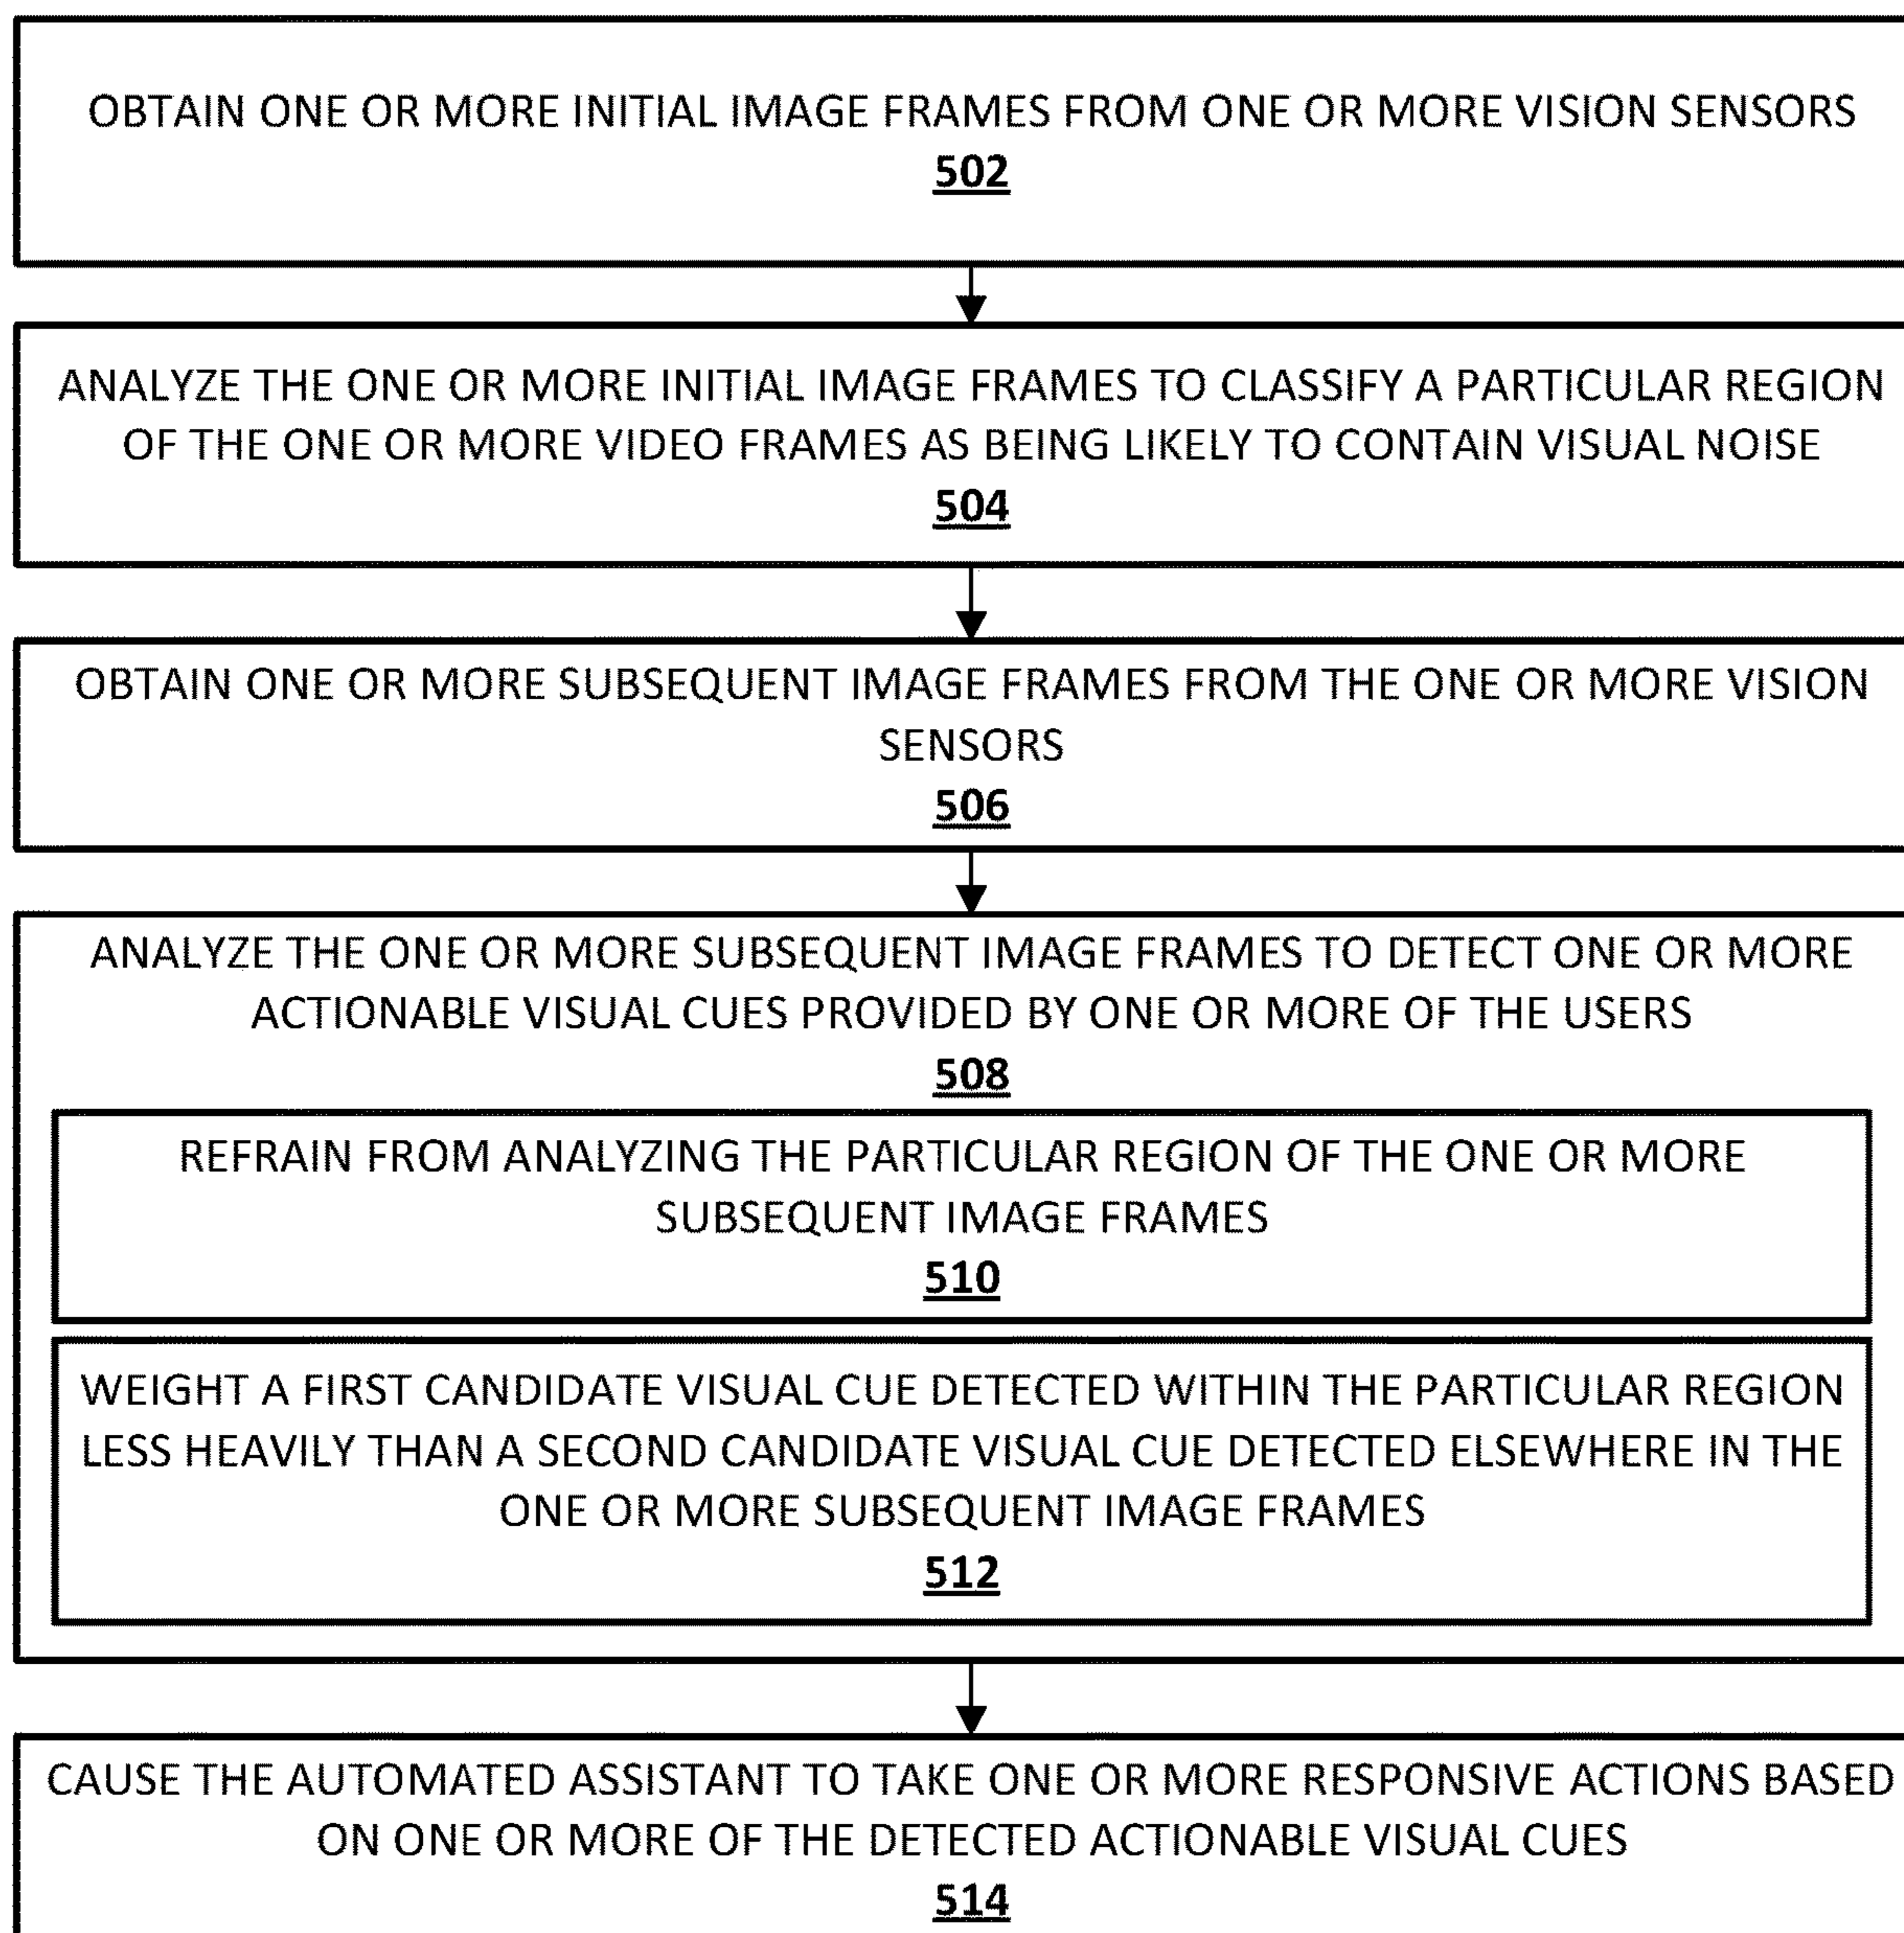 OBTAIN ONE OR MORE INITIAL IMAGE FRAMES FROM ONE OR MORE VISION SENSORS
502
ANALYZE THE ONE OR MORE INITIAL IMAGE FRAMES TO CLASSIFY A PARTICULAR REGION
OF THE ONE OR MORE VIDEO FRAMES AS BEING LIKELY TO CONTAIN VISUAL NOISE
504
OBTAIN ONE OR MORE SUBSEQUENT IMAGE FRAMES FROM THE ONE OR MORE VISION
SENSORS
506
ANALYZE THE ONE OR MORE SUBSEQUENT IMAGE FRAMES TO DETECT ONE OR MORE
ACTIONABLE VISUAL CUES PROVIDED BY ONE OR MORE OF THE USERS
508
REFRAIN FROM ANALYZING THE PARTICULAR REGION OF THE ONE OR MORE
SUBSEQUENT IMAGE FRAMES
510
WEIGHT A FIRST CANDIDATE VISUAL CUE DETECTED WITHIN THE PARTICULAR REGION
LESS HEAVILY THAN A SECOND CANDIDATE VISUAL CUE DETECTED ELSEWHERE IN THE
ONE OR MORE SUBSEQUENT IMAGE FRAMES
512
CAUSE THE AUTOMATED ASSISTANT TO TAKE ONE OR MORE RESPONSIVE ACTIONS BASED
ON ONE OR MORE OF THE DETECTED ACTIONABLE VISUAL CUES
514